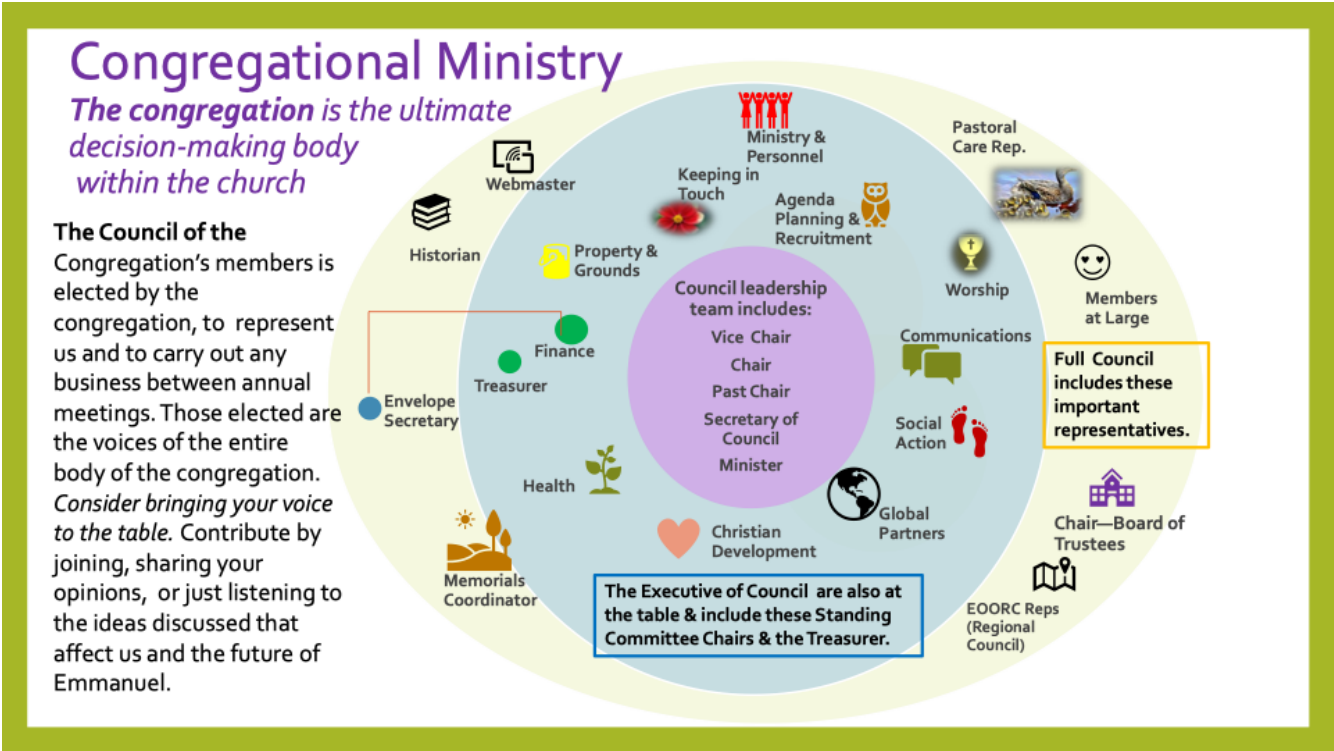 Congregational Ministry
The congregation is the ultimate
decision-making body
within the church
The Council of the
Congregation's members is
elected by the
congregation, to represent
us and to carry out any
business between annual
meetings. Those elected are
the voices of the entire
body of the congregation.
Consider bringing your voice
to the table. Contribute by
joining, sharing your
opinions, or just listening to
the ideas discussed that
affect us and the future of
Emmanuel.
Webmaster
Historian
Envelope
Secretary
Memorials
Coordinator
Ministry &
Personnel
Keeping in
Touch
Agenda
Planning &
Recruitment
Property &
Grounds
Finance
Treasurer
Health
Christian
Development
Global
Partners
Social
Action
Communications
Worship
Council leadership
team includes:
Vice Chair
Chair
Past Chair
Secretary of
Council
Minister
The Executive of Council are also at
the table & include these Standing
Committee Chairs & the Treasurer.
Pastoral
Care Rep.
Members
at Large
Full Council
includes these
important
representatives.
Chair—Board of
Trustees
EOORC Reps
(Regional
Council)